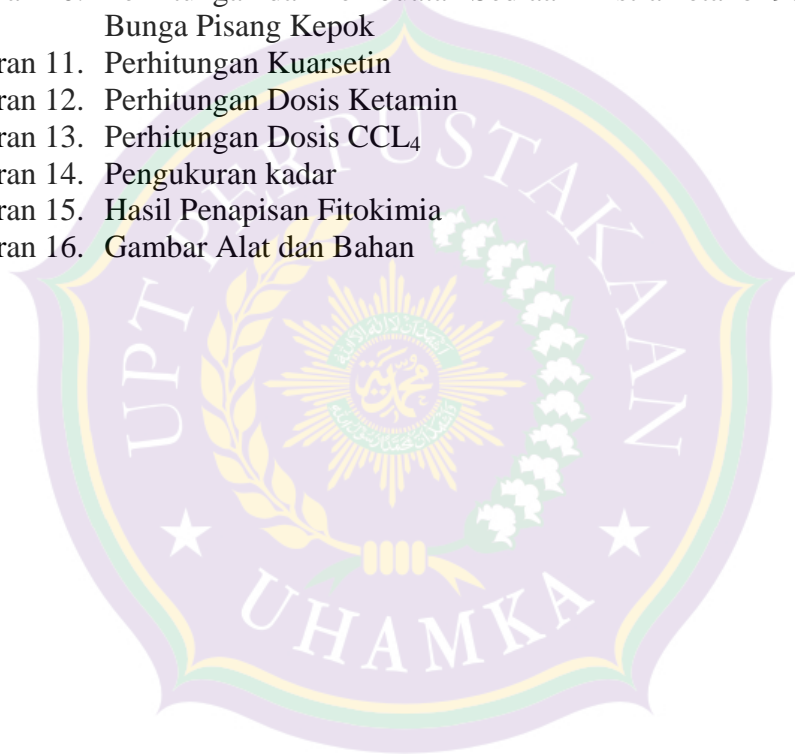 Bunga Pisang Kepok
ran 11. Perhitungan Kuarsetin
ran 12. Perhitungan Dosis Ketamin
ran 13. Perhitungan Dosis CCL₄
ran 14. Pengukuran kadar
ran 15. Hasil Penapisan Fitokimia
ran 16. Gambar Alat dan Bahan
UPT PERPUSTAKAAN
محمد
UHAMKA